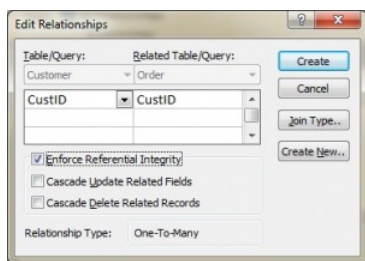 Edit Relationships
Table/Query: Related Table/Query:
Customer Order
CustID CustID
Enforce Referential Integrity
Cascade Update Related Fields
Cascade Delete Related Records
Relationship Type: One-To-Many
Create
Cancel
Join Type..
Create New..